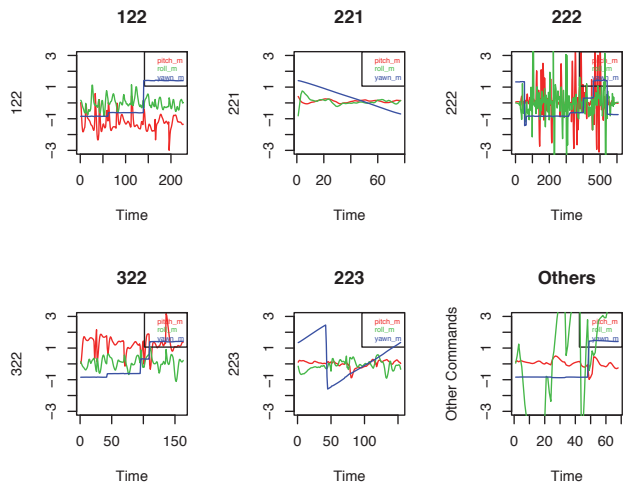 122
122
3
1
−1
−3
pitch_m
roll_m
yawn_m
0
100
200
Time
221
221
3
1
−1
−3
pitch_m
roll_m
yawn_m
0
20
60
Time
222
222
3
1
−1
−3
pitch_m
roll_m
yawn_m
0
200
500
Time
322
322
3
1
−1
−3
pitch_m
roll_m
yawn_m
0
50
100
150
Time
223
223
3
1
−1
−3
pitch_m
roll_m
yawn_m
0
50
100
Time
Others
Other Commands
3
1
−1
−3
pitch_m
roll_m
yawn_m
0
20
40
60
Time